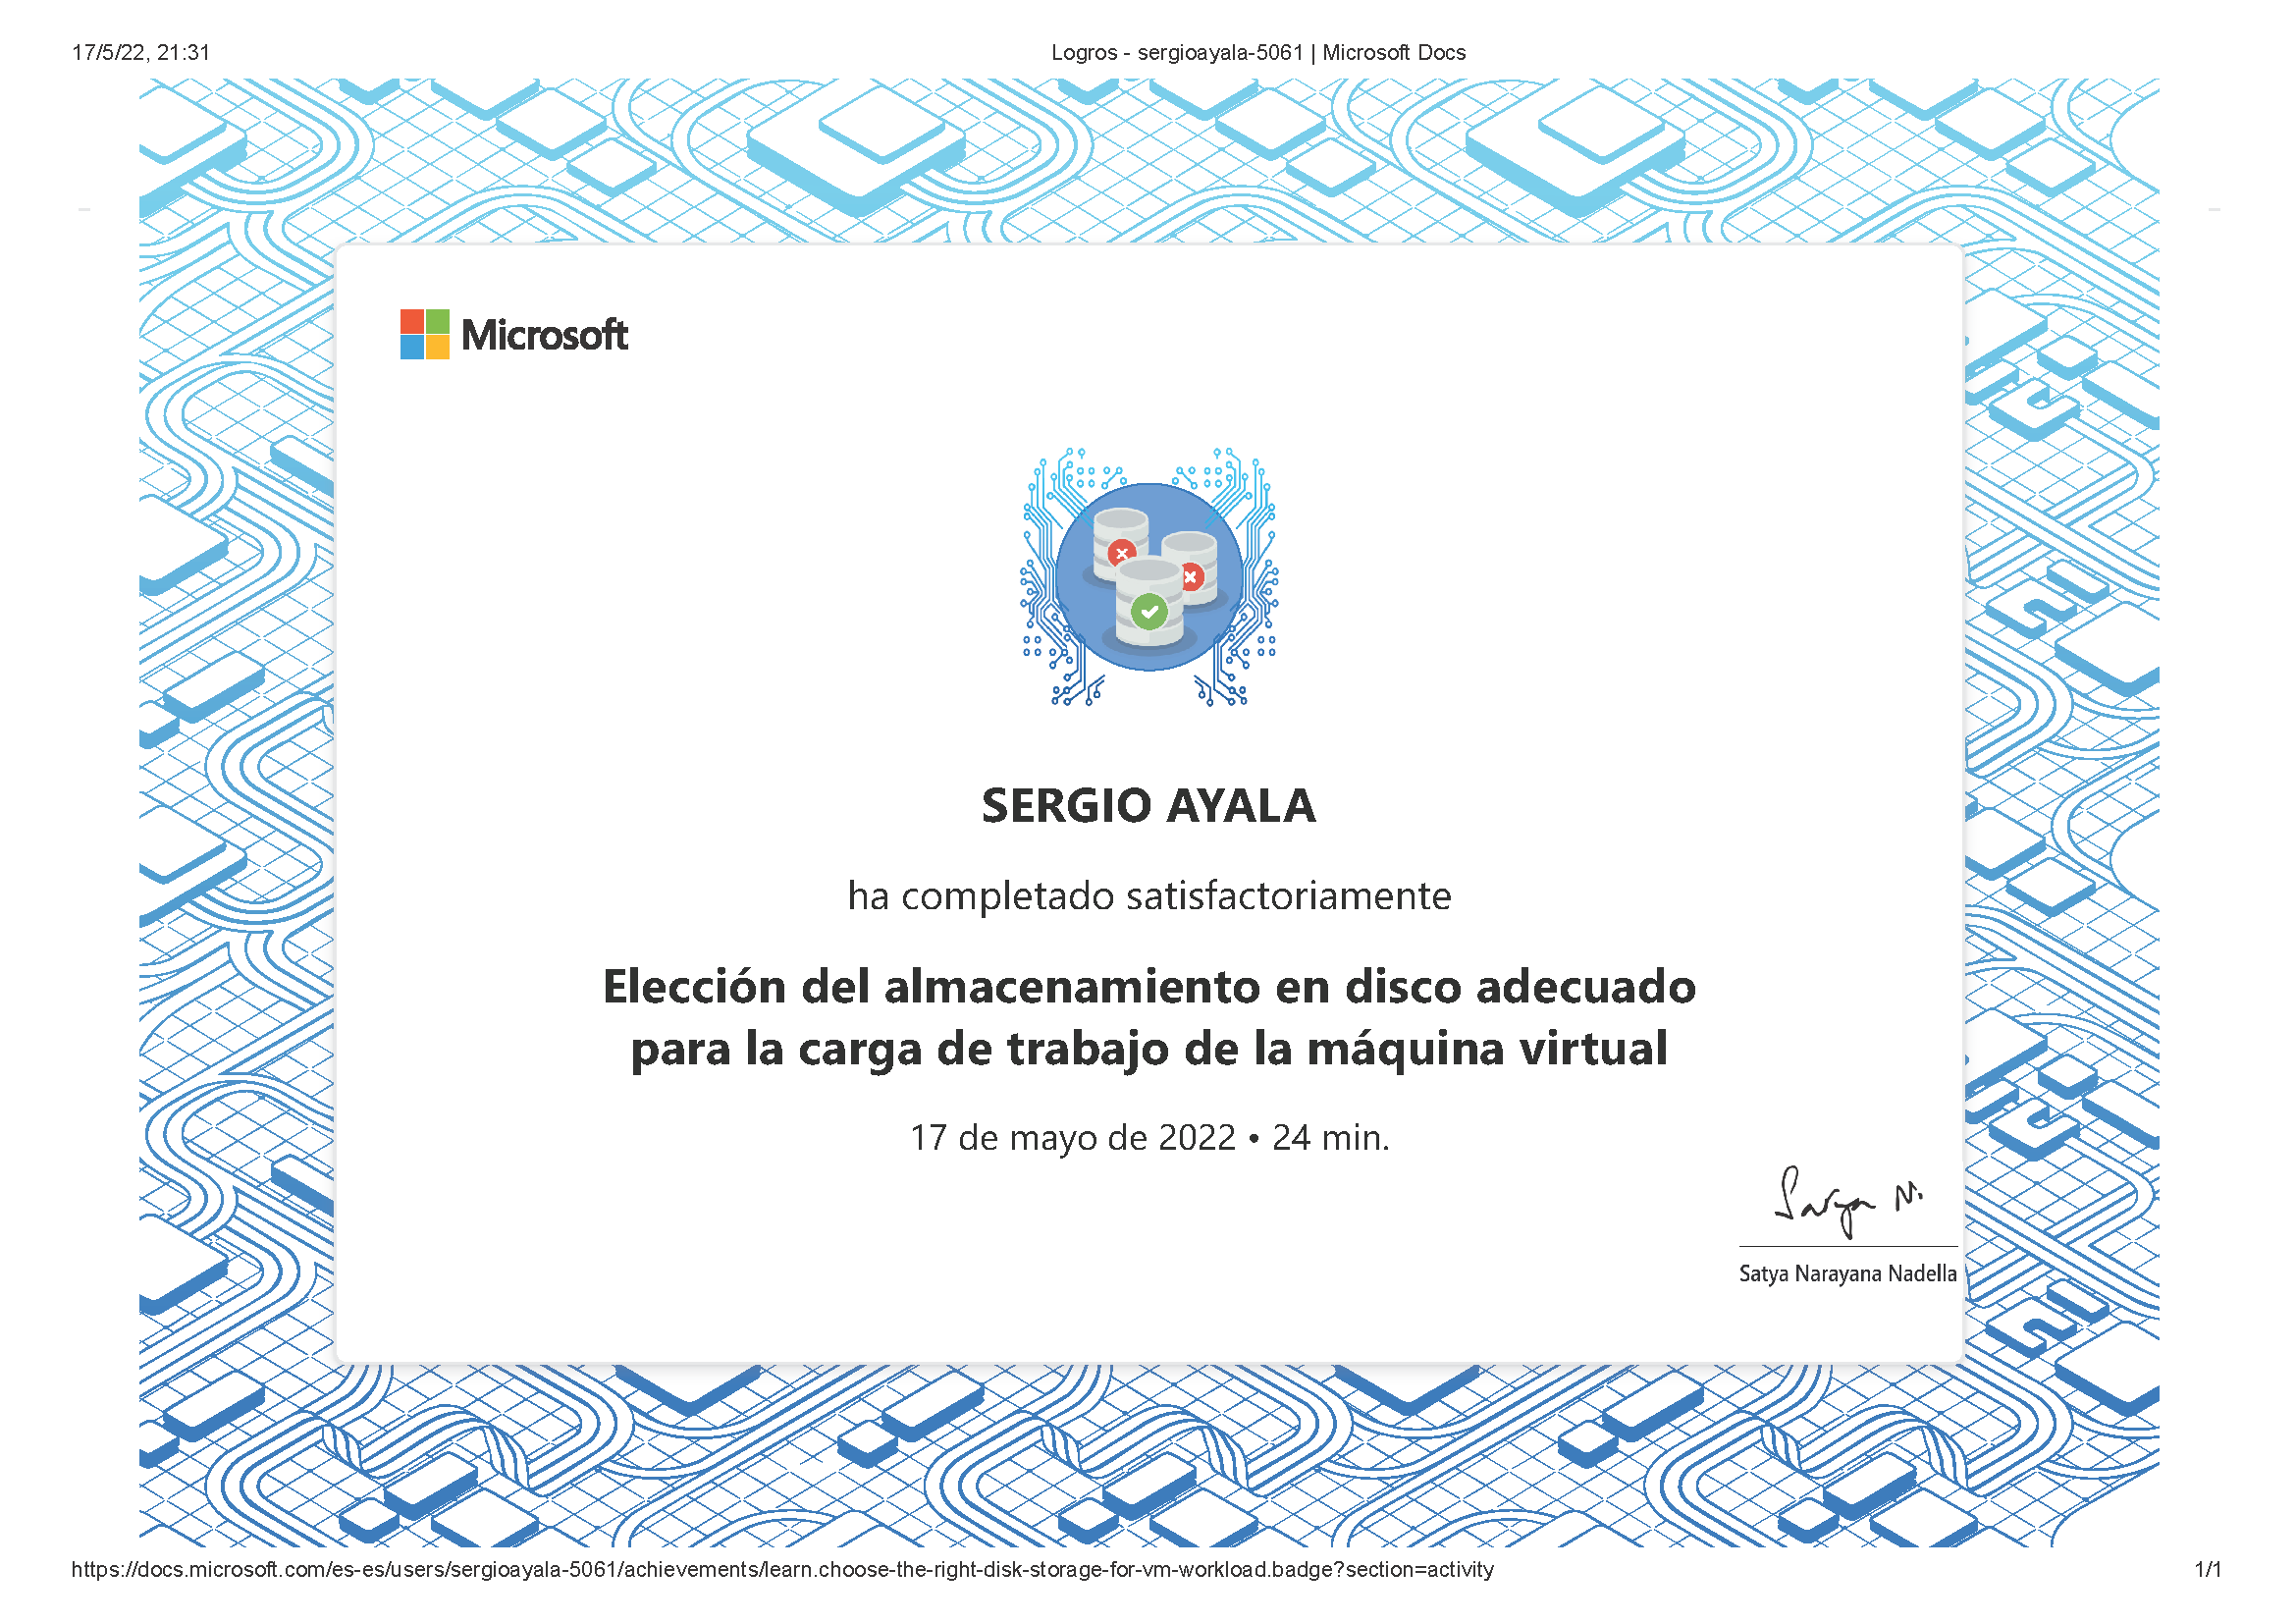 17/5/22, 21:31
Logros - sergioayala-5061 | Microsoft Docs
Microsoft
SERGIO AYALA
ha completado satisfactoriamente
Elección del almacenamiento en disco adecuado
para la carga de trabajo de la máquina virtual
17 de mayo de 2022 • 24 min.
Satya N.
Satya Narayana Nadella
https://docs.microsoft.com/es-es/users/sergioayala-5061/achievements/learn.choose-the-right-disk-storage-for-vm-workload.badge?section=activity
1/1